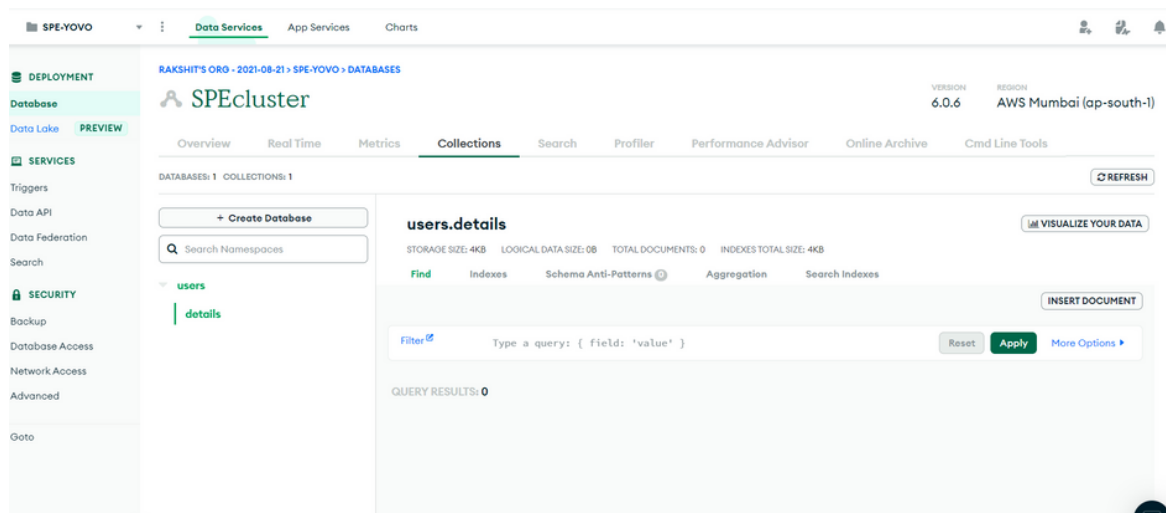 SPE-YOVO
Data Services
App Services
Charts
DEPLOYMENT
Database
Data Lake PREVIEW
SERVICES
Triggers
Data API
Data Federation
Search
SECURITY
Backup
Database Access
Network Access
Advanced
Goto
RAKSHIT'S ORG - 2021-08-21 > SPE-YOVO > DATABASES
SPEcluster
VERSION
6.0.6
REGION
AWS Mumbai (ap-south-1)
Overview
Real Time
Metrics
Collections
Search
Profiler
Performance Advisor
Online Archive
Cmd Line Tools
DATABASES: 1 COLLECTIONS: 1
REFRESH
+ Create Database
Search Namespaces
users
details
users.details
VISUALIZE YOUR DATA
STORAGE SIZE: 4KB LOGICAL DATA SIZE: 0B TOTAL DOCUMENTS: 0 INDEXES TOTAL SIZE: 4KB
Find
Indexes
Schema Anti-Patterns 0
Aggregation
Search Indexes
INSERT DOCUMENT
Filter
Type a query: { field: 'value' }
Reset
Apply
More Options
QUERY RESULTS: 0